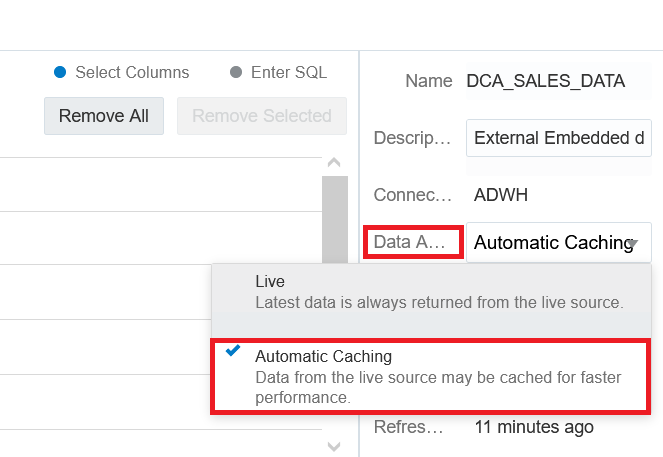 Select Columns Enter SQL
Remove All Remove Selected
Name DCA_SALES_DATA
Descrip... External Embedded d
Connec... ADWH
Data A... Automatic Caching
Live
Latest data is always returned from the live source.
Automatic Caching
Data from the live source may be cached for faster
performance.
Refres... 11 minutes ago